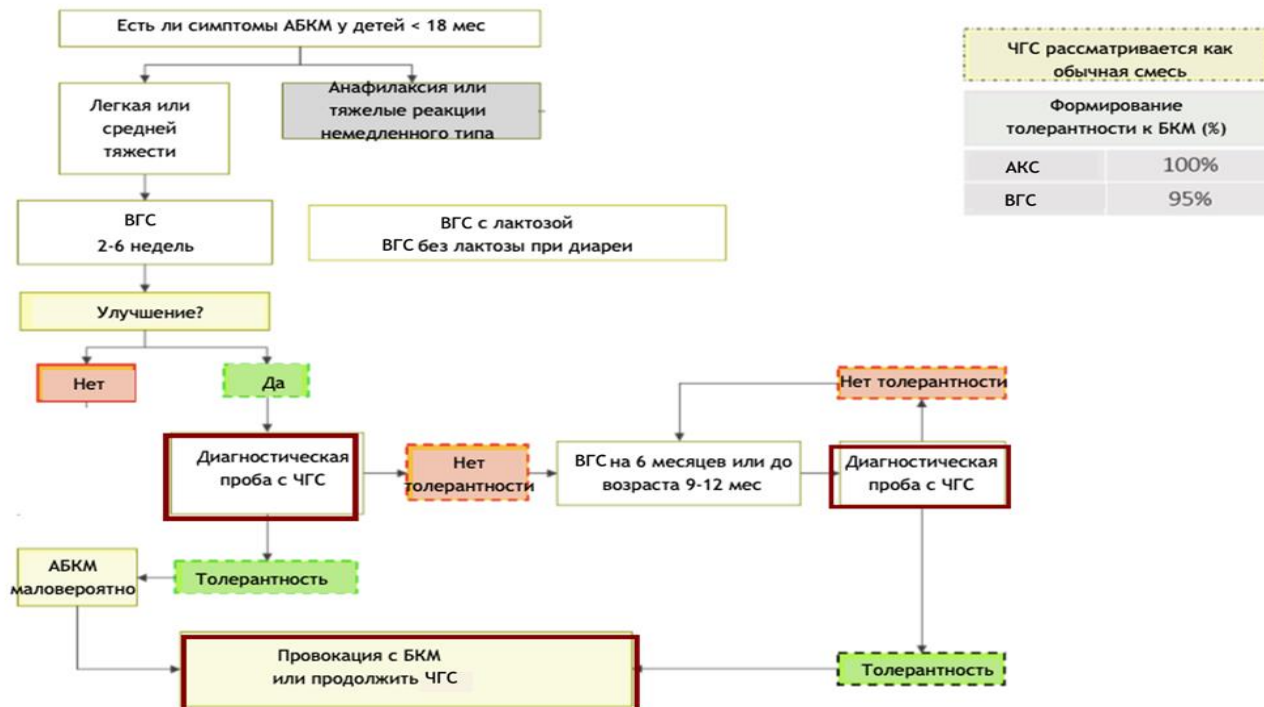 Есть ли симптомы АБКМ у детей < 18 мес
ЧГС рассматривается как
обычная смесь
Легкая или
средней
тяжести
Анафилаксия или
тяжелые реакции
немедленного типа
Формирование
толерантности к БКМ (%)
АКС 100%
ВГС 95%
ВГС
2-6 недель
ВГС с лактозой
ВГС без лактозы при диареи
Улучшение?
Нет
Да
Нет толерантности
Диагностическая
проба с ЧГС
Нет
толерантности
ВГС на 6 месяцев или до
возраста 9-12 мес
Диагностическая
проба с ЧГС
АБКМ
маловероятно
Толерантность
Провокация с БКМ
или продолжить ЧГС
Толерантность